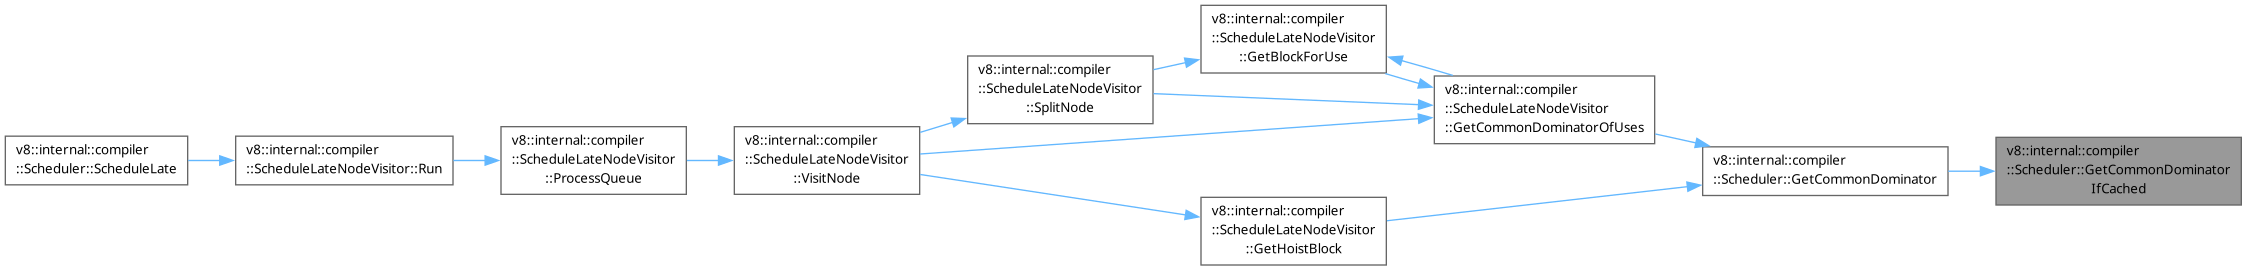 v8::internal::compiler
::Scheduler::ScheduleLate
v8::internal::compiler
::ScheduleLateNodeVisitor::Run
v8::internal::compiler
::ScheduleLateNodeVisitor
::ProcessQueue
v8::internal::compiler
::ScheduleLateNodeVisitor
::VisitNode
v8::internal::compiler
::ScheduleLateNodeVisitor
::SplitNode
v8::internal::compiler
::ScheduleLateNodeVisitor
::GetBlockForUse
v8::internal::compiler
::ScheduleLateNodeVisitor
::GetHoistBlock
v8::internal::compiler
::ScheduleLateNodeVisitor
::GetCommonDominatorOfUses
v8::internal::compiler
::Scheduler::GetCommonDominator
v8::internal::compiler
::Scheduler::GetCommonDominator
IfCached